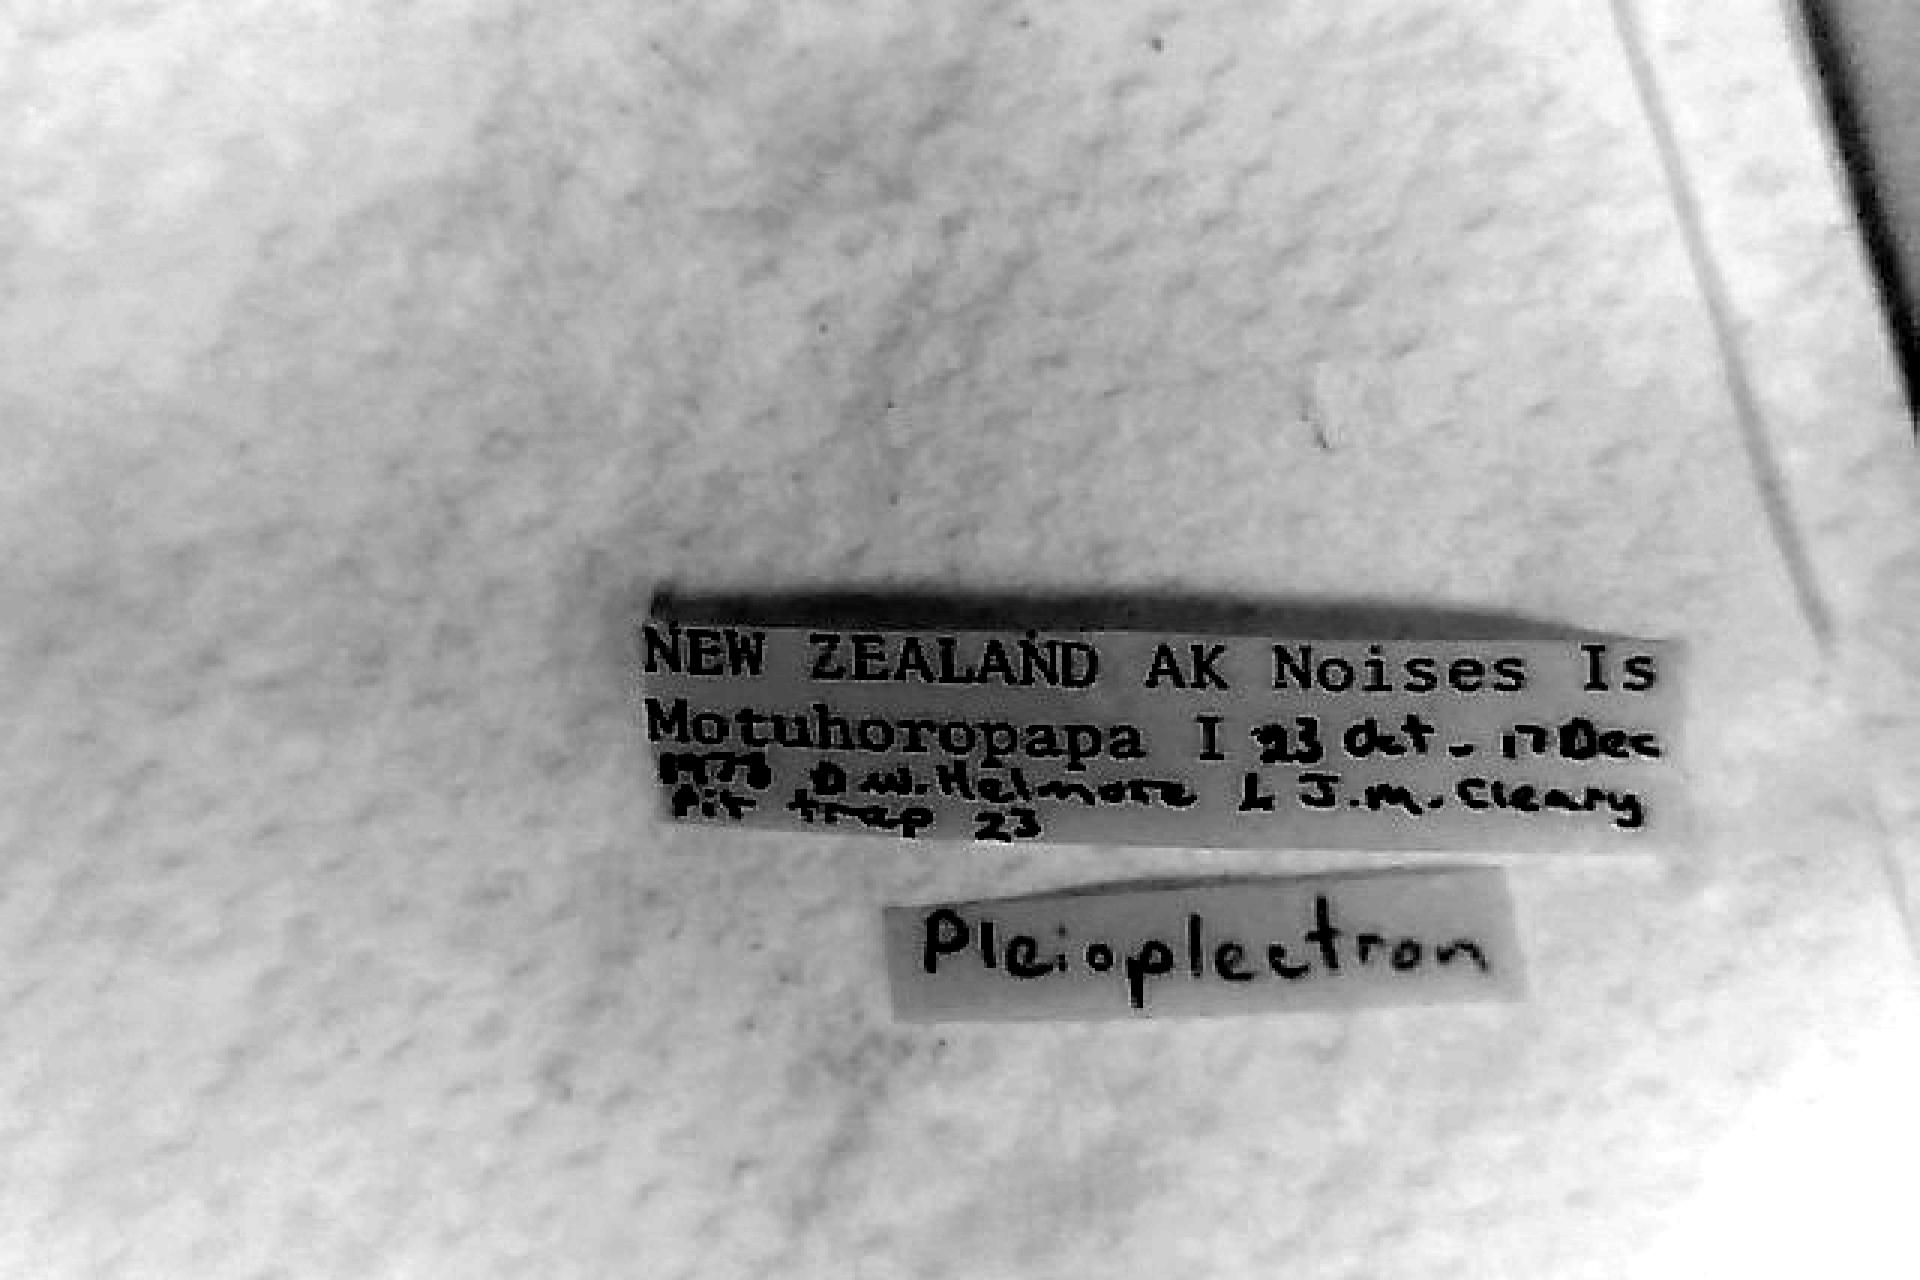 NEW ZEALAND AK Noises Is
Motuhoropapa I 23 Oct - 17 Dec
1978 D.W. Helmore & J.M. Cleary
Pit trap 23
Pleioplectron